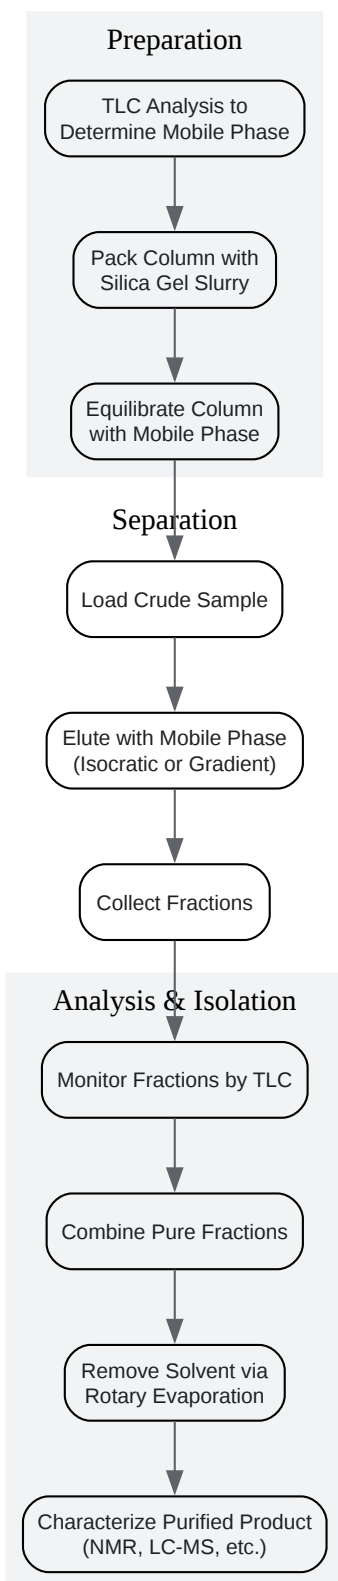 Preparation
TLC Analysis to
Determine Mobile Phase
Pack Column with
Silica Gel Slurry
Equilibrate Column
with Mobile Phase
Separation
Load Crude Sample
Elute with Mobile Phase
(Isocratic or Gradient)
Collect Fractions
Analysis & Isolation
Monitor Fractions by TLC
Combine Pure Fractions
Remove Solvent via
Rotary Evaporation
Characterize Purified Product
(NMR, LC-MS, etc.)